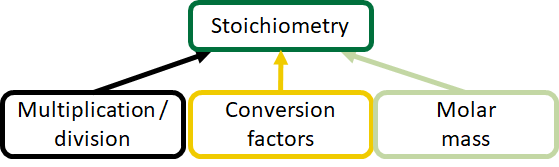 Stoichiometry
Multiplication /
division
Conversion
factors
Molar
mass